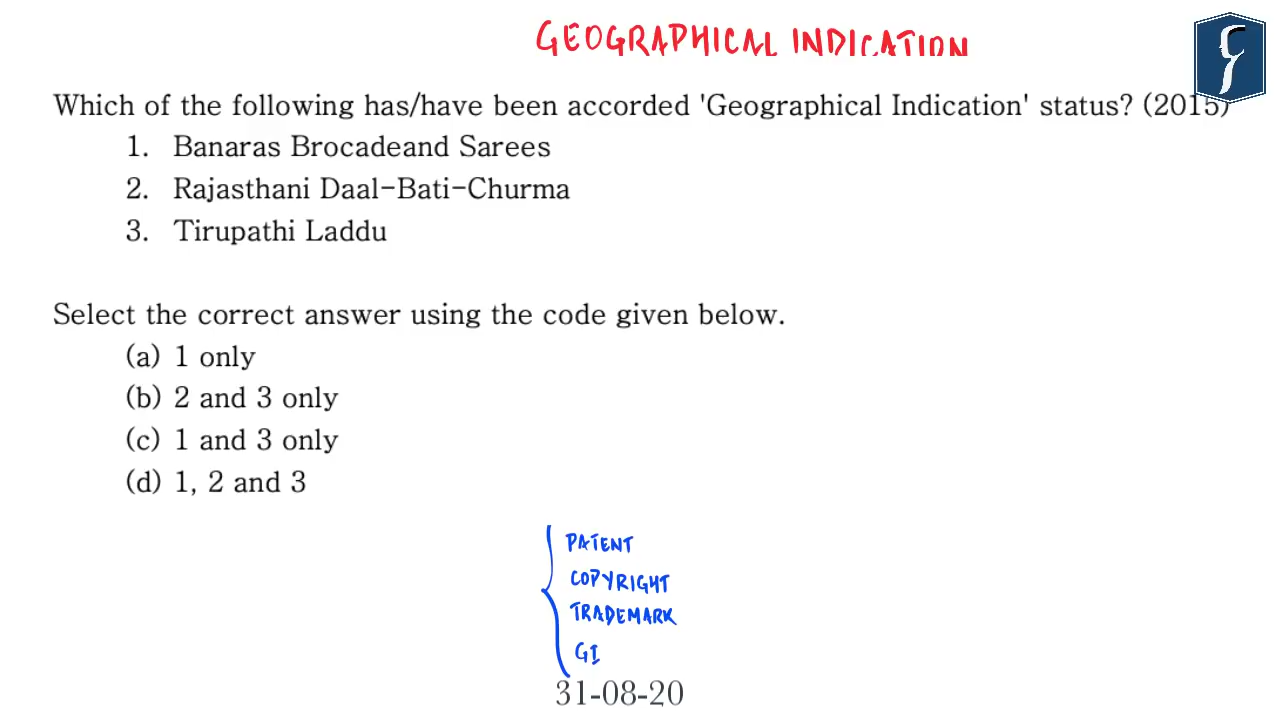 GEOGRAPHICAL INDICATION
Which of the following has/have been accorded 'Geographical Indication' status? (2015)
1. Banaras Brocadeand Sarees
2. Rajasthani Daal-Bati-Churma
3. Tirupathi Laddu
Select the correct answer using the code given below.
(a) 1 only
(b) 2 and 3 only
(c) 1 and 3 only
(d) 1, 2 and 3
PATENT
COPYRIGHT
TRADEMARK
GI
31-08-20